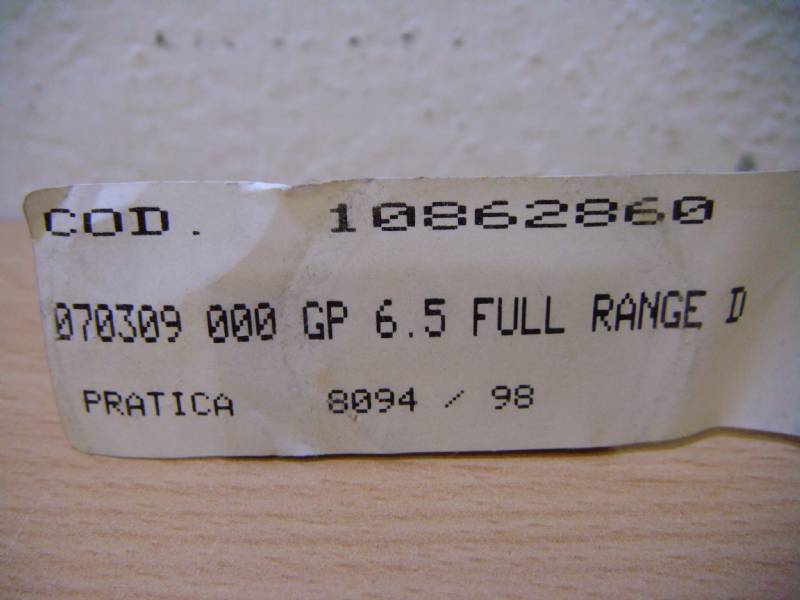 COD. 10862860
070309 000 GP 6.5 FULL RANGE D
PRATICA 8094 / 98